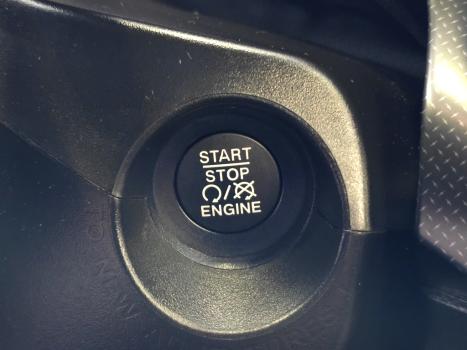 START
STOP
/
ENGINE